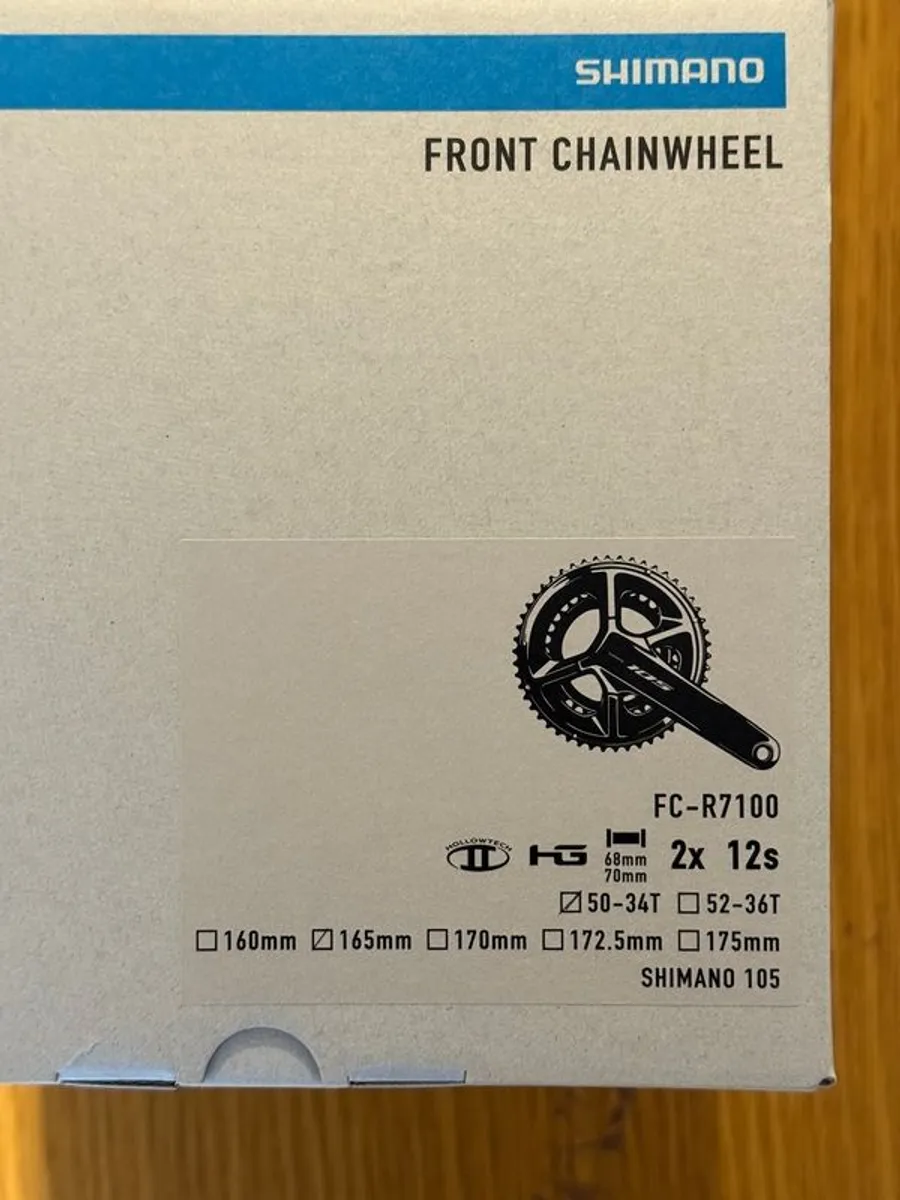 SHIMANO
FRONT CHAINWHEEL
105
FC-R7100
HOLLOWTECH II HG 68mm 70mm 2x 12s
☑50-34T ☐52-36T
☐160mm ☑165mm ☐170mm ☐172.5mm ☐175mm
SHIMANO 105